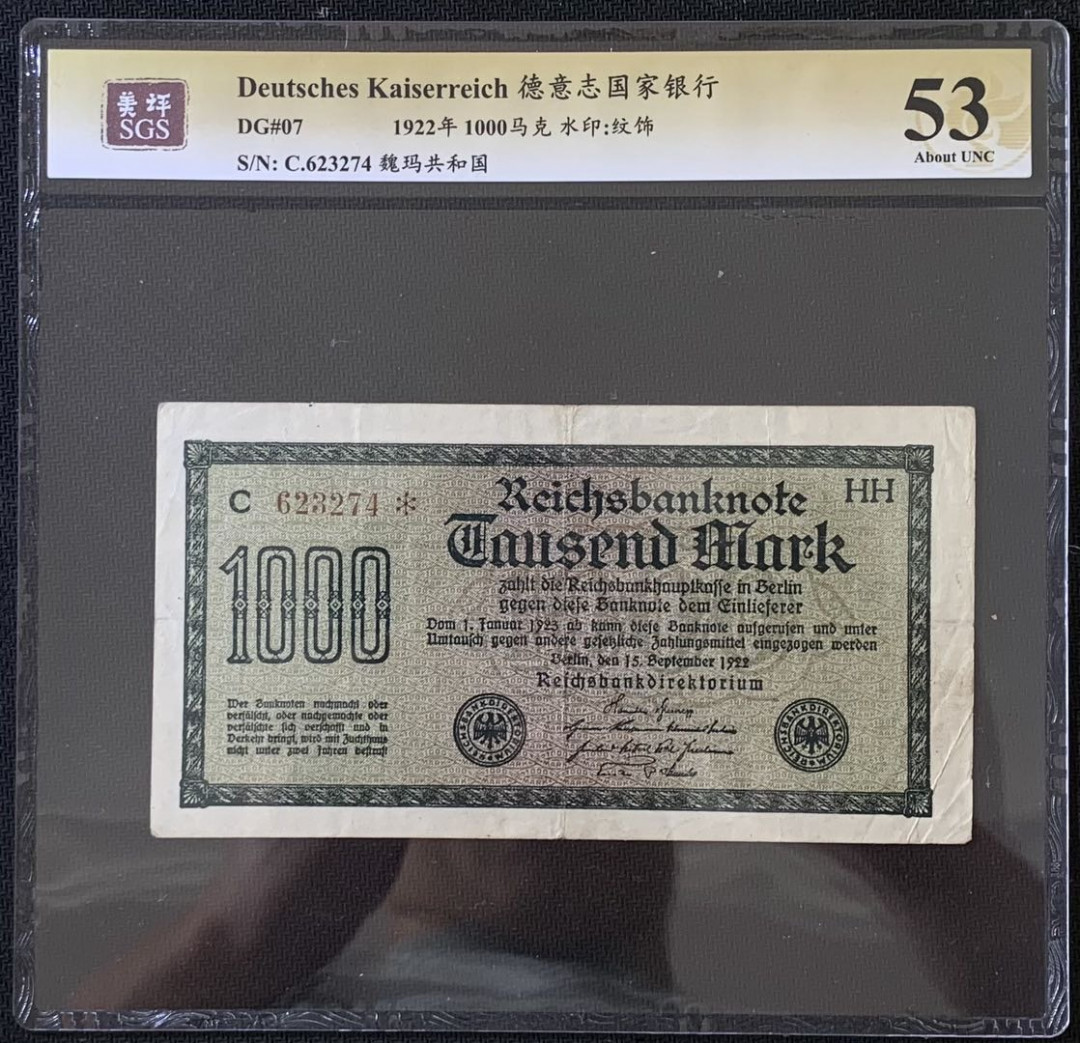 美评
SGS
Deutsches Kaiserreich 德意志国家银行
DG#07 1922年 1000马克 水印:纹饰
S/N: C.623274 魏玛共和国
53
About UNC
C 623274 *
HH
Reichsbanknote
Tausend Mark
zahlt die Reichsbankhauptkasse in Berlin
gegen diese Banknote dem Einlieferer
Vom 1. Januar 1923 ab kann diese Banknote aufgerufen und unter
Umtausch gegen andere gesetzliche Zahlungsmittel eingezogen werden
Berlin, den 15. September 1922
Reichsbankdirektorium
1000
Wer Banknoten nachmacht oder
verfälscht, oder nachgemachte oder
verfälschte sich verschafft und in
Verkehr bringt, wird mit Zuchthaus
nicht unter zwei Jahren bestraft
REICHSBANKDIREKTORIUM
REICHSBANKDIREKTORIUM